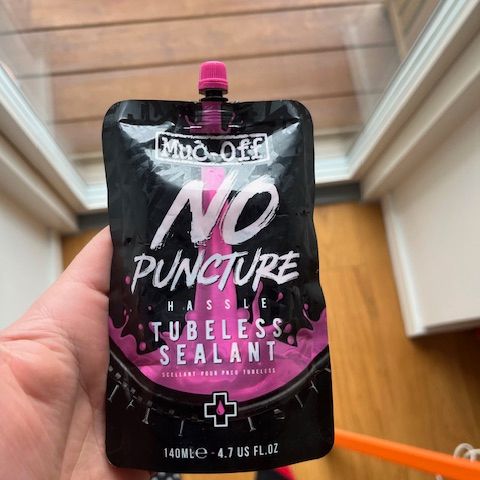 Muc-Off
NO
PUNCTURE
HASSLE
TUBELESS
SEALANT
SCELLANT POUR PNEU TUBELESS
140ML℮ - 4.7 US FL.OZ